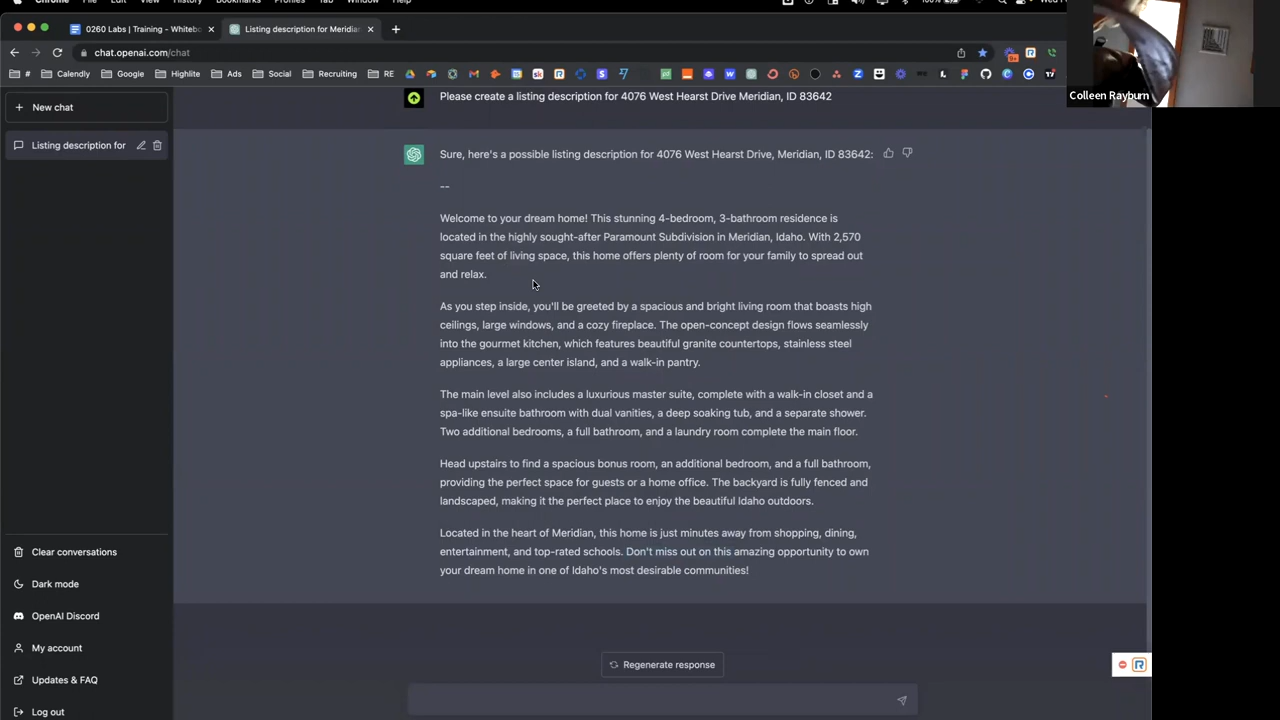 Chrome File Edit View History Bookmarks Profiles Tab Window Help
0260 Labs | Training - Whitebo
Listing description for Meridian
chat.openai.com/chat
# Calendly Google Highlite Ads Social Recruiting RE
Colleen Rayburn
New chat
Listing description for
Please create a listing description for 4076 West Hearst Drive Meridian, ID 83642
Sure, here's a possible listing description for 4076 West Hearst Drive, Meridian, ID 83642:
--
Welcome to your dream home! This stunning 4-bedroom, 3-bathroom residence is
located in the highly sought-after Paramount Subdivision in Meridian, Idaho. With 2,570
square feet of living space, this home offers plenty of room for your family to spread out
and relax.
As you step inside, you'll be greeted by a spacious and bright living room that boasts high
ceilings, large windows, and a cozy fireplace. The open-concept design flows seamlessly
into the gourmet kitchen, which features beautiful granite countertops, stainless steel
appliances, a large center island, and a walk-in pantry.
The main level also includes a luxurious master suite, complete with a walk-in closet and a
spa-like ensuite bathroom with dual vanities, a deep soaking tub, and a separate shower.
Two additional bedrooms, a full bathroom, and a laundry room complete the main floor.
Head upstairs to find a spacious bonus room, an additional bedroom, and a full bathroom,
providing the perfect space for guests or a home office. The backyard is fully fenced and
landscaped, making it the perfect place to enjoy the beautiful Idaho outdoors.
Located in the heart of Meridian, this home is just minutes away from shopping, dining,
entertainment, and top-rated schools. Don't miss out on this amazing opportunity to own
your dream home in one of Idaho's most desirable communities!
Clear conversations
Dark mode
OpenAI Discord
My account
Updates & FAQ
Log out
Regenerate response